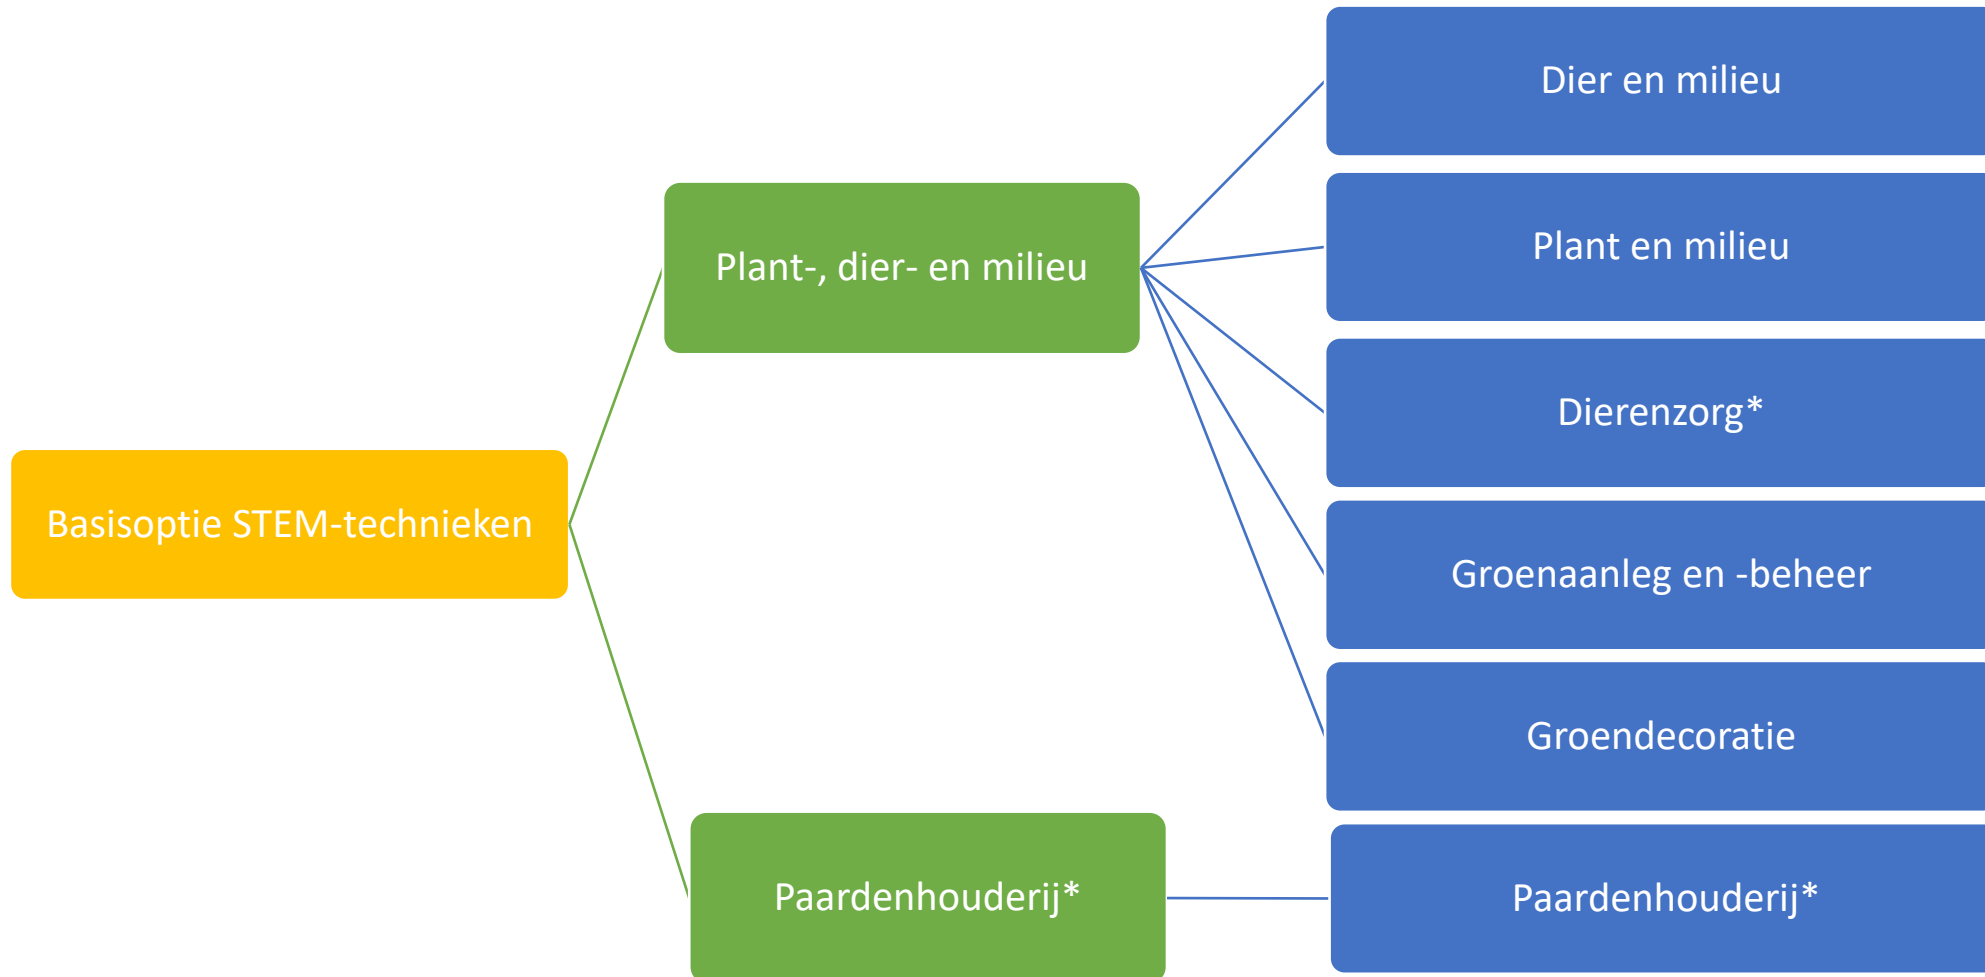 Basisoptie STEM-technieken
Plant-, dier- en milieu
Paardenhouderij*
Dier en milieu
Plant en milieu
Dierenzorg*
Groenaanleg en -beheer
Groendecoratie
Paardenhouderij*